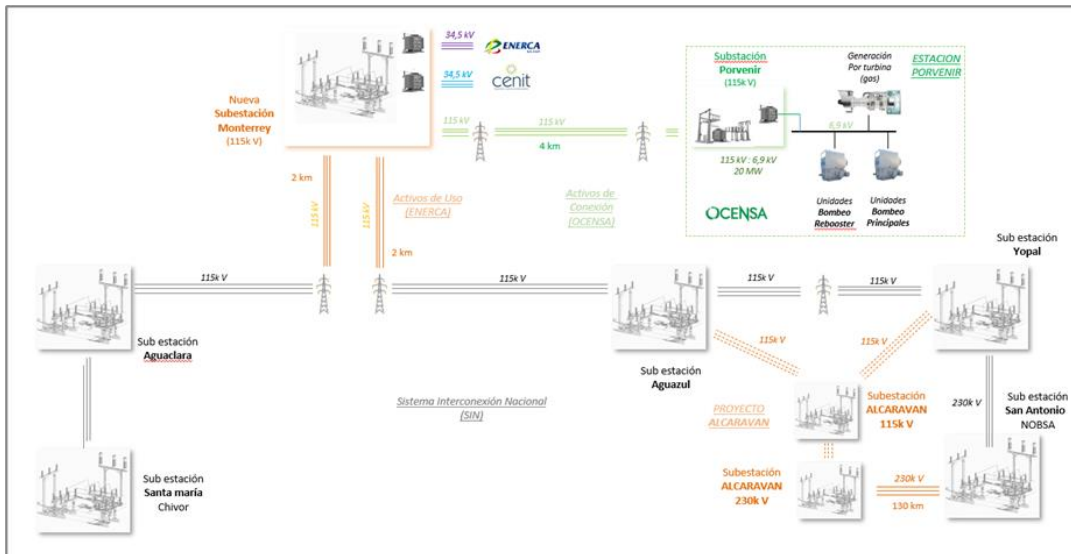 34,5 kV
ENERCA
34,5 kV
cenit
Nueva
Subestación
Monterrey
(115k V)
115 kV
115 kV
4 km
Substación
Porvenir
(115k V)
Generación
Por turbina
(gas)
ESTACION
PORVENIR
6,9 kV
115 kV : 6,9 kV
20 MW
OCENSA
Unidades
Bombeo
Rebooster
Unidades
Bombeo
Principales
2 km
115 kV
115 kV
2 km
Activos de Uso
(ENERCA)
Activos de
Conexión
(OCENSA)
115k V
115k V
115k V
115k V
Sub estación
Yopal
Sub estación
Aguaclara
Sub estación
Aguazul
115k V
115k V
Sistema Interconexión Nacional
(SIN)
PROYECTO
ALCARAVAN
Subestación
ALCARAVAN
115k V
230k V
Sub estación
San Antonio
NOBSA
Sub estación
Santa maría
Chivor
Subestación
ALCARAVAN
230k V
230k V
130 km